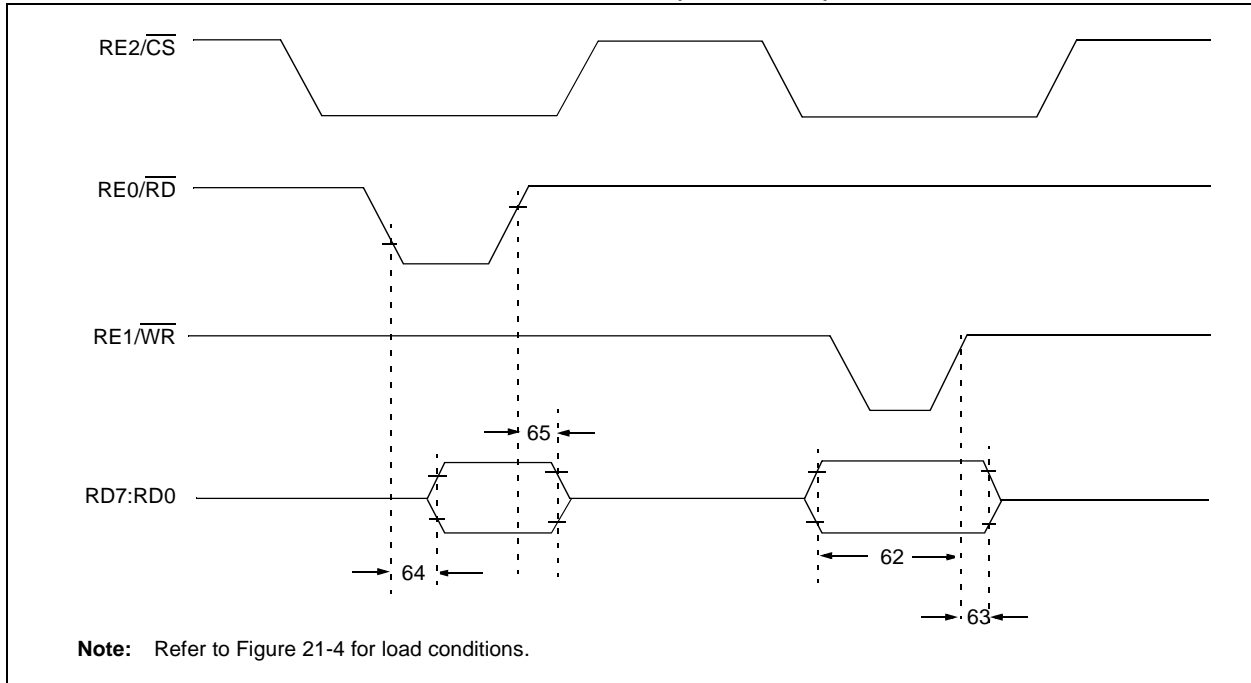 RE2/CS
RE0/RD
RE1/WR
65
RD7:RD0
62
64
63
Note: Refer to Figure 21-4 for load conditions.